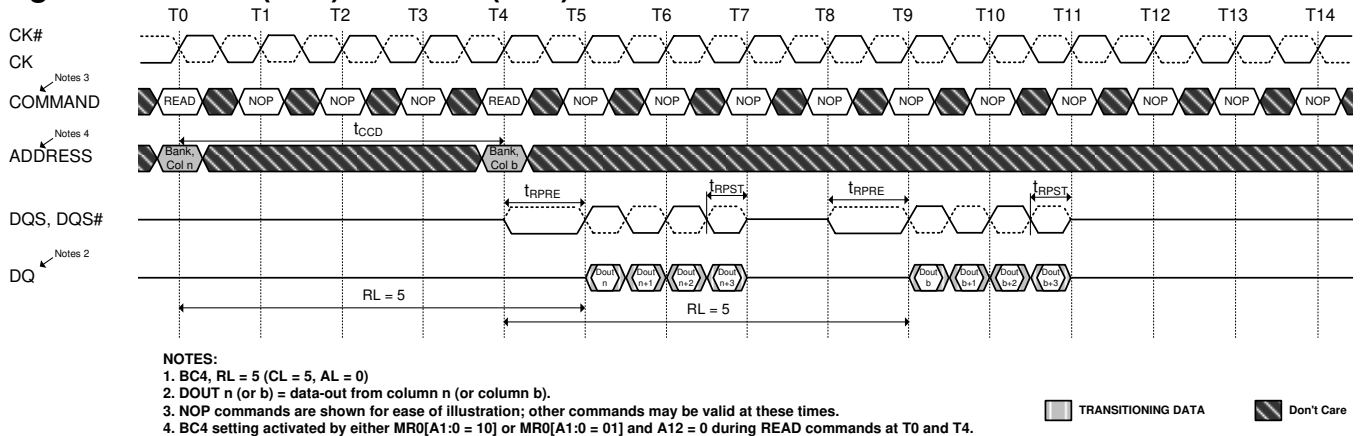 T0 T1 T2 T3 T4 T5 T6 T7 T8 T9 T10 T11 T12 T13 T14
CK#
CK
Notes 3
COMMAND READ NOP NOP NOP READ NOP NOP NOP NOP NOP NOP NOP NOP NOP NOP
tCCD
Notes 4
ADDRESS Bank, Col n Bank, Col b
tRPRE tRPST tRPRE tRPST
DQS, DQS#
Notes 2
DQ Dout n Dout n+1 Dout n+2 Dout n+3 Dout b Dout b+1 Dout b+2 Dout b+3
RL = 5
RL = 5
NOTES:
1. BC4, RL = 5 (CL = 5, AL = 0)
2. DOUT n (or b) = data-out from column n (or column b).
3. NOP commands are shown for ease of illustration; other commands may be valid at these times.
4. BC4 setting activated by either MR0[A1:0 = 10] or MR0[A1:0 = 01] and A12 = 0 during READ commands at T0 and T4.
TRANSITIONING DATA Don't Care